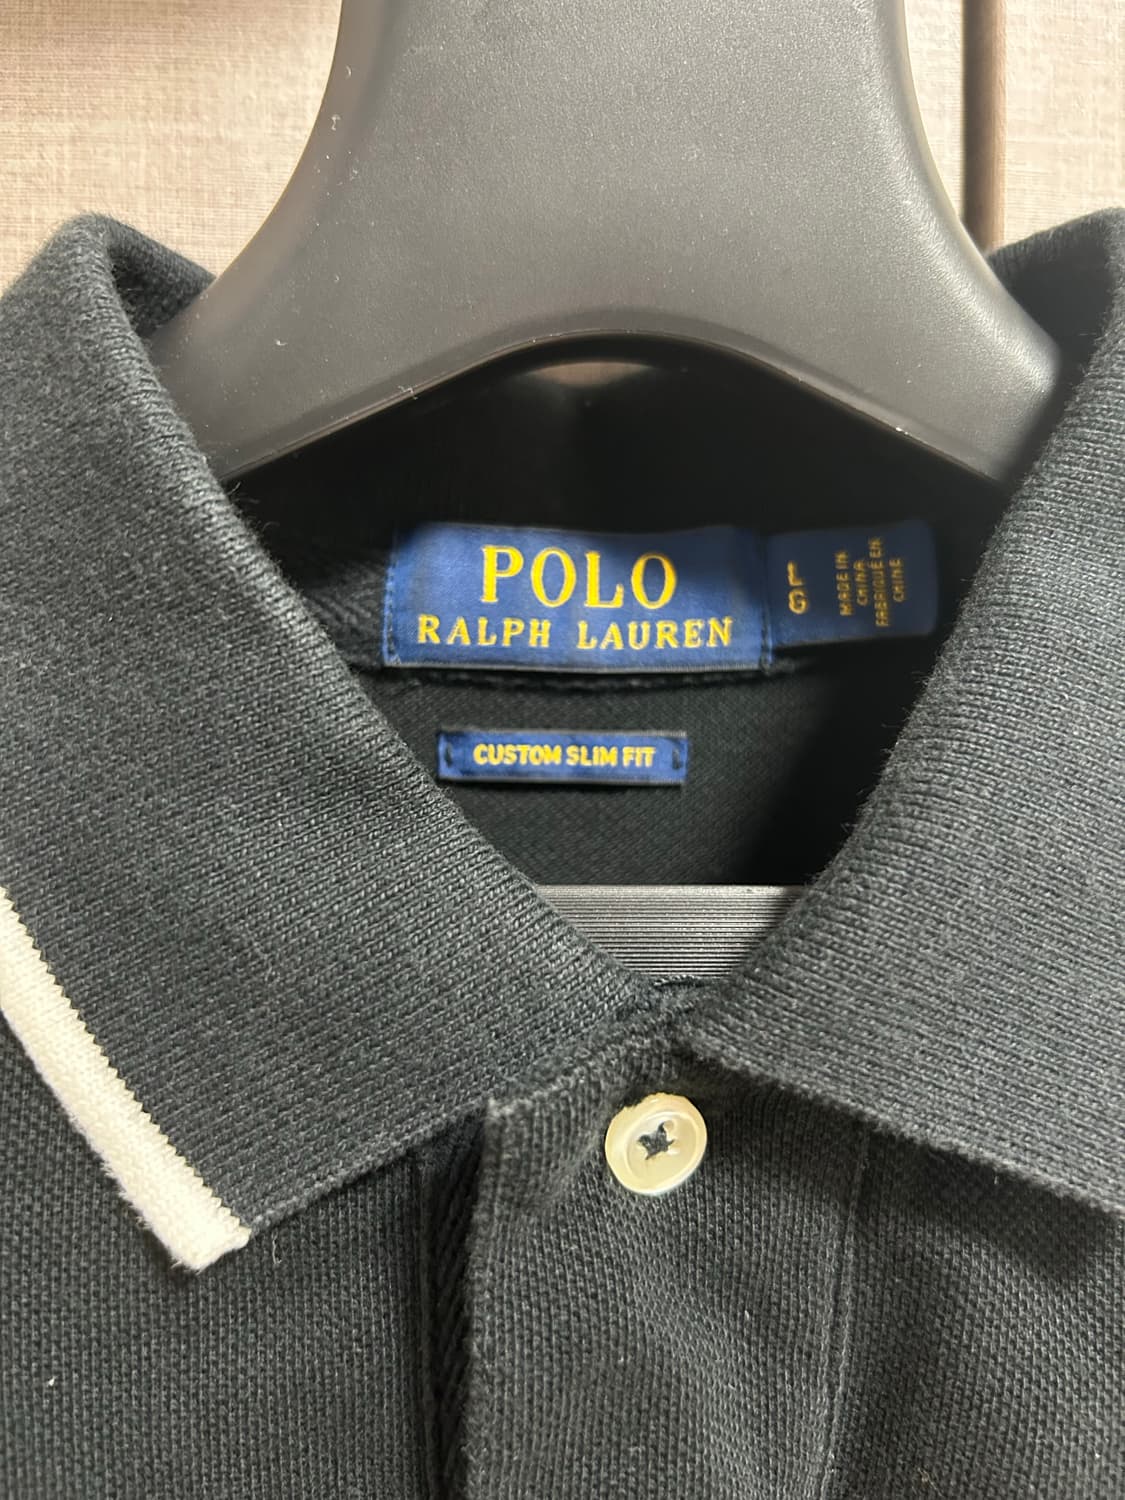 POLO
RALPH LAUREN
MADE IN
CHINA
FABRIQUÉ EN
CHINE
CUSTOM SLIM FIT